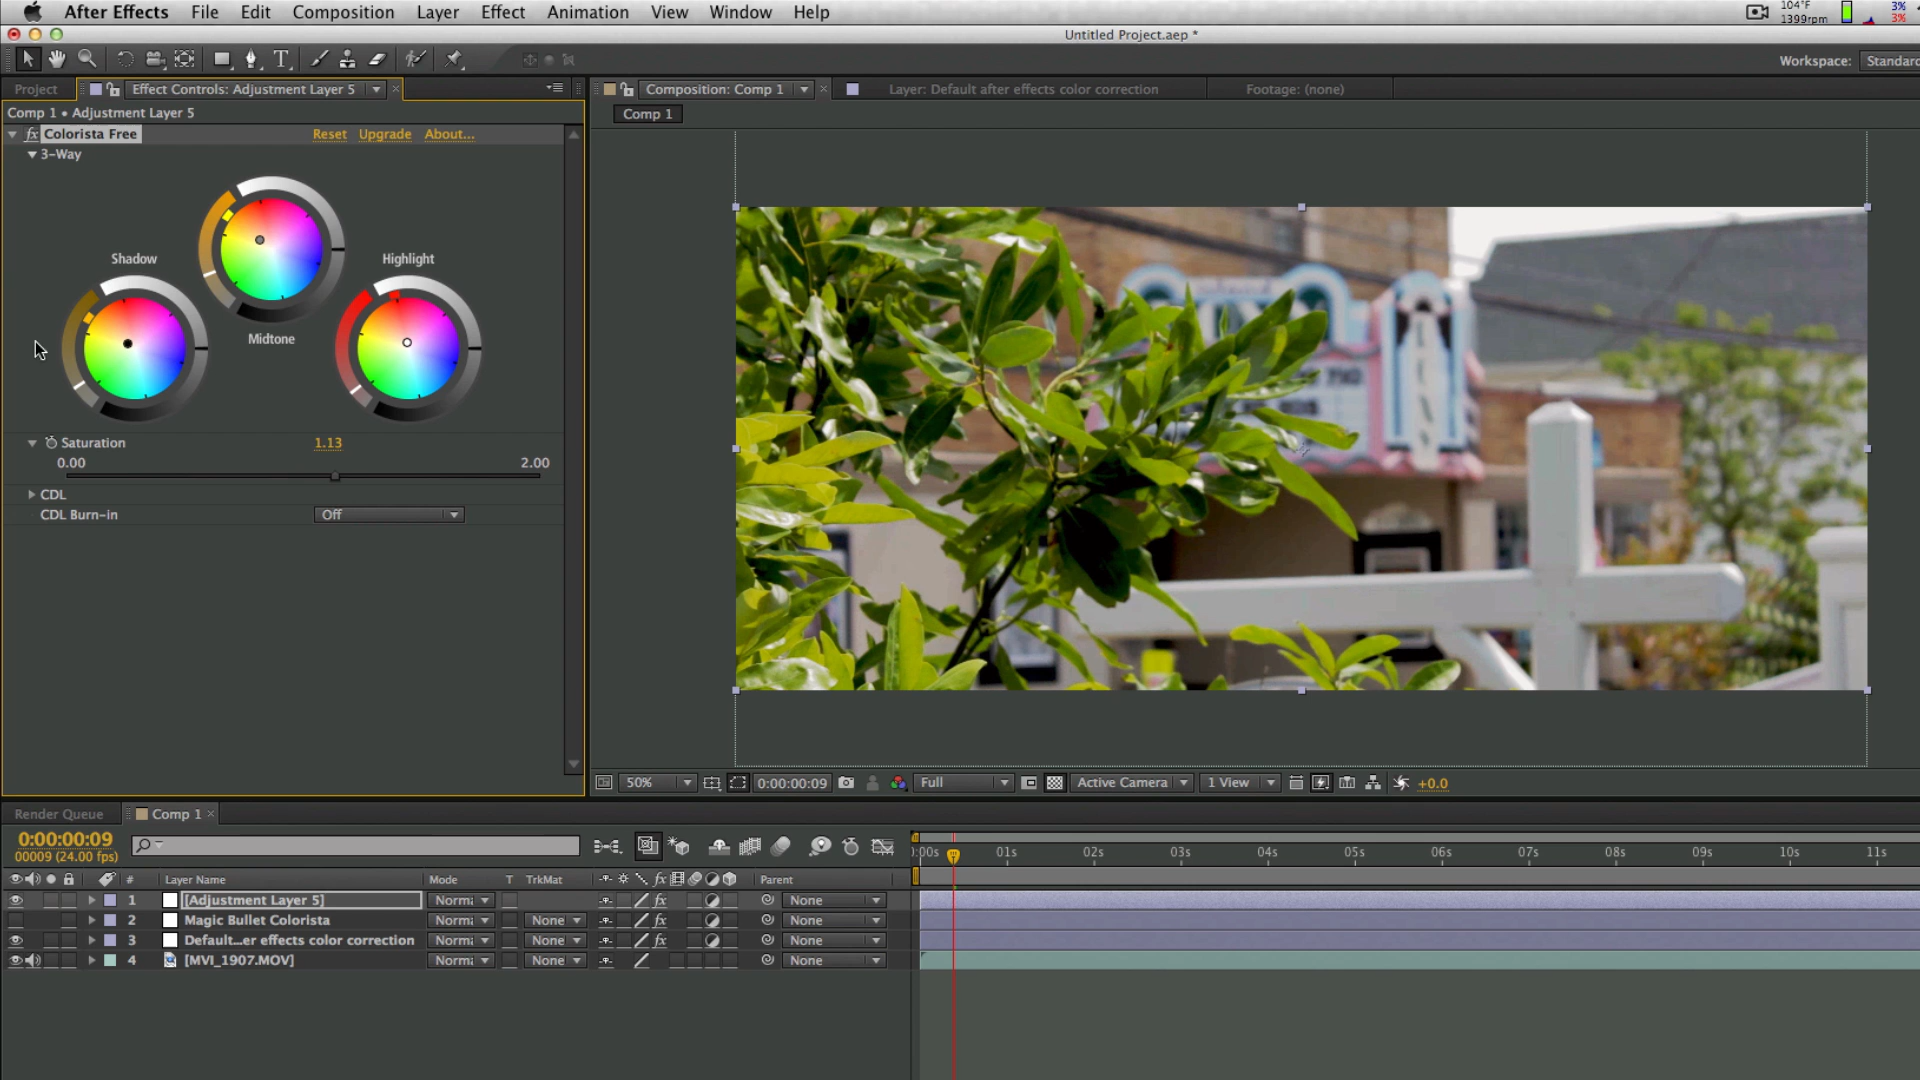 After Effects File Edit Composition Layer Effect Animation View Window Help 104°F 3%
1399rpm 3%
Untitled Project.aep *
Workspace: Standard
Project Effect Controls: Adjustment Layer 5 × Composition: Comp 1 × Layer: Default after effects color correction Footage: (none)
Comp 1 • Adjustment Layer 5
Comp 1
fx Colorista Free Reset Upgrade About...
3-Way
Shadow Highlight
Midtone
Saturation 1.13
0.00 2.00
CDL
CDL Burn-in Off
50% 0:00:00:09 Full Active Camera 1 View +0.0
Render Queue Comp 1 ×
0:00:00:09
00009 (24.00 fps)
):00s 01s 02s 03s 04s 05s 06s 07s 08s 09s 10s 11s
# Layer Name Mode T TrkMat fx Parent
1 [Adjustment Layer 5] Norma fx None
2 Magic Bullet Colorista Norma None fx None
3 Default...er effects color correction Norma None fx None
4 [MVI_1907.MOV] Norma None None